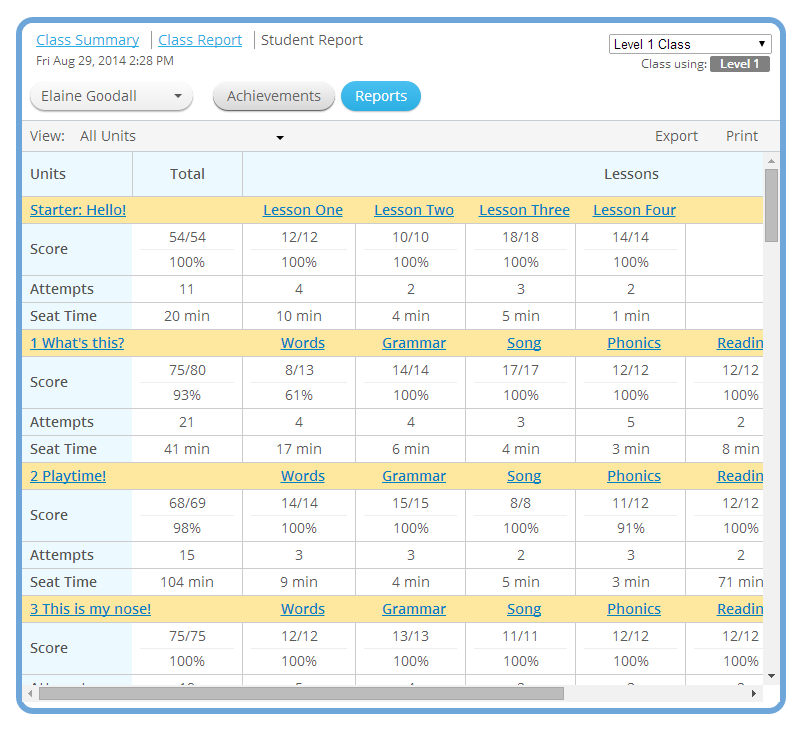 Class Summary Class Report Student Report
Level 1 Class
Fri Aug 29, 2014 2:28 PM
Class using: Level 1
Elaine Goodall Achievements Reports
View: All Units Export Print
Units Total Lessons
Starter: Hello! Lesson One Lesson Two Lesson Three Lesson Four
Score
54/54 12/12 10/10 18/18 14/14
100% 100% 100% 100% 100%
Attempts 11 4 2 3 2
Seat Time 20 min 10 min 4 min 5 min 1 min
1 What's this? Words Grammar Song Phonics Readin
Score
75/80 8/13 14/14 17/17 12/12 12/12
93% 61% 100% 100% 100% 100%
Attempts 21 4 4 3 5 2
Seat Time 41 min 17 min 6 min 4 min 3 min 8 min
2 Playtime! Words Grammar Song Phonics Readin
Score
68/69 14/14 15/15 8/8 11/12 12/12
98% 100% 100% 100% 91% 100%
Attempts 15 3 3 2 3 2
Seat Time 104 min 9 min 4 min 5 min 3 min 71 min
3 This is my nose! Words Grammar Song Phonics Readin
Score
75/75 12/12 13/13 11/11 12/12 12/12
100% 100% 100% 100% 100% 100%